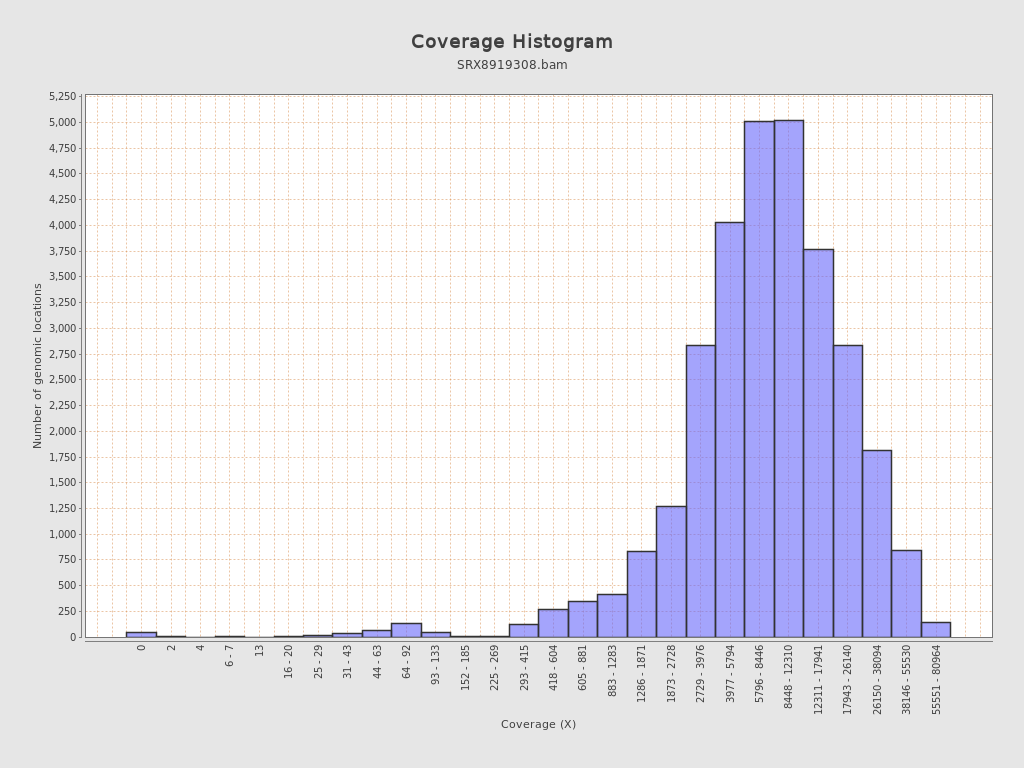 Coverage Histogram
SRX8919308.bam
Number of genomic locations
5,250
5,000
4,750
4,500
4,250
4,000
3,750
3,500
3,250
3,000
2,750
2,500
2,250
2,000
1,750
1,500
1,250
1,000
750
500
250
0
0
2
4
6 - 7
13
16 - 20
25 - 29
31 - 43
44 - 63
64 - 92
93 - 133
152 - 185
225 - 269
293 - 415
418 - 604
605 - 881
883 - 1283
1286 - 1871
1873 - 2728
2729 - 3976
3977 - 5794
5796 - 8446
8448 - 12310
12311 - 17941
17943 - 26140
26150 - 38094
38146 - 55530
55551 - 80964
Coverage (X)